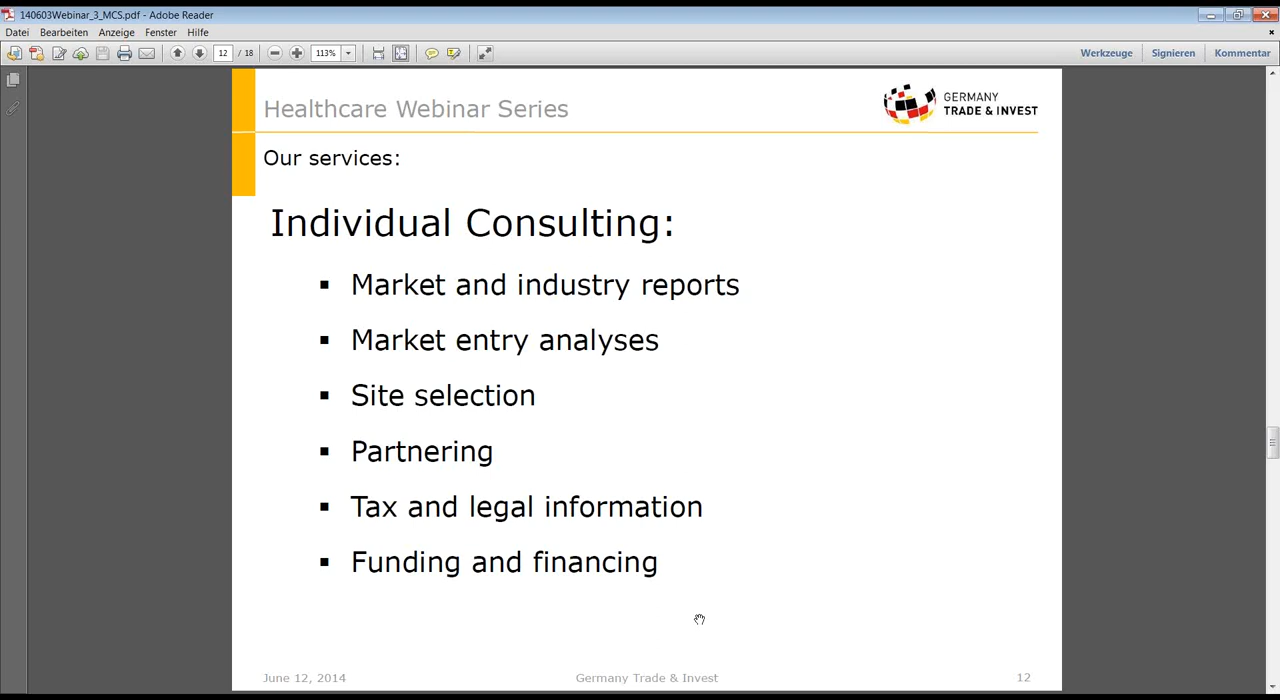 140603Webinar_3_MCS.pdf - Adobe Reader
Datei Bearbeiten Anzeige Fenster Hilfe
12 / 18 113% Werkzeuge Signieren Kommentar
Healthcare Webinar Series
GERMANY
TRADE & INVEST
Our services:
Individual Consulting:
▪ Market and industry reports
▪ Market entry analyses
▪ Site selection
▪ Partnering
▪ Tax and legal information
▪ Funding and financing
June 12, 2014 Germany Trade & Invest 12